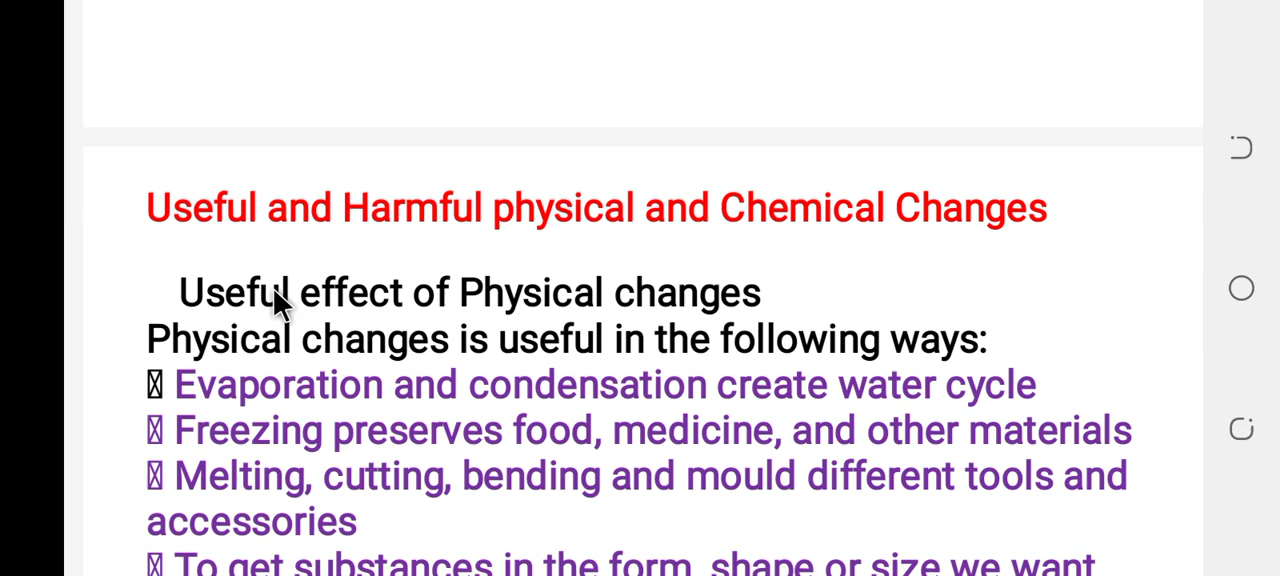 Useful and Harmful physical and Chemical Changes
Useful effect of Physical changes
Physical changes is useful in the following ways:
Evaporation and condensation create water cycle
Freezing preserves food, medicine, and other materials
Melting, cutting, bending and mould different tools and
accessories
To get substances in the form, shape or size we want